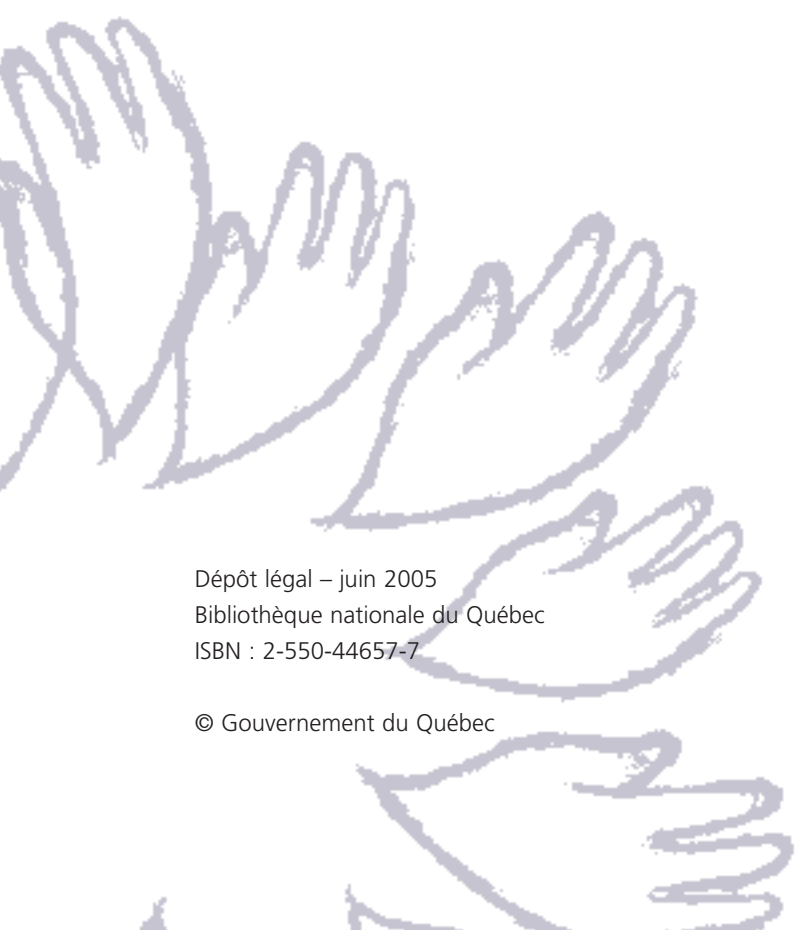 Dépôt légal – juin 2005
Bibliothèque nationale du Québec
ISBN : 2-550-44657-7
© Gouvernement du Québec